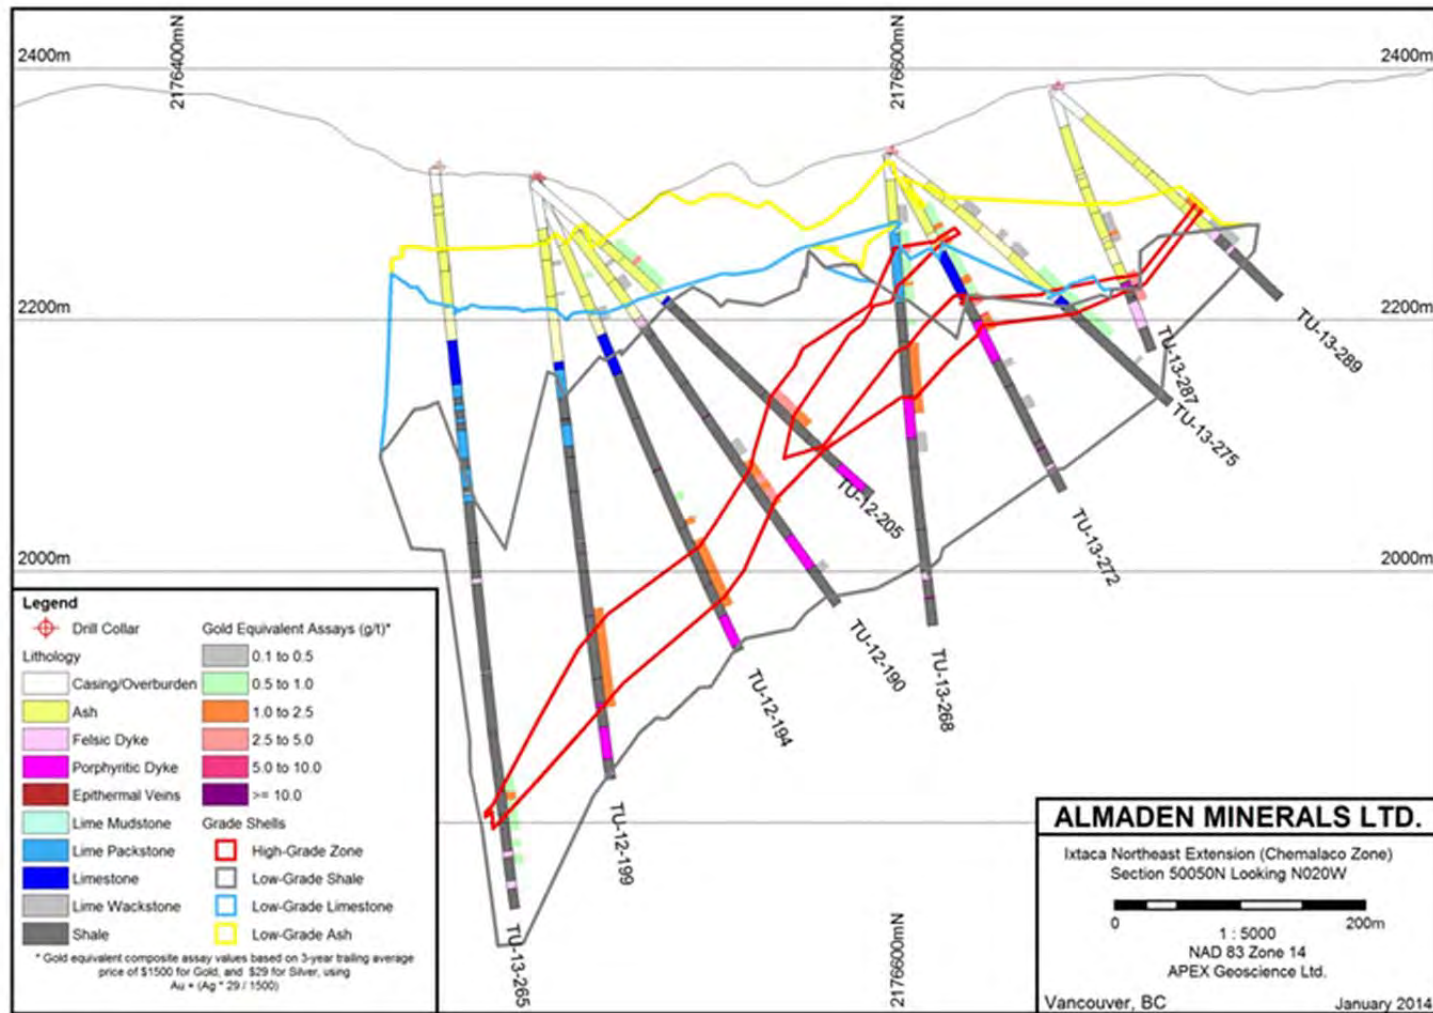 2176400mN
2176600mN
2400m
2400m
2200m
2200m
TU-13-289
TU-13-287
TU-13-275
TU-12-205
TU-13-272
2000m
2000m
TU-12-190
TU-13-268
TU-12-194
TU-12-199
TU-13-265
2176600mN
Legend
Drill Collar
Lithology
Casing/Overburden
Ash
Felsic Dyke
Porphyritic Dyke
Epithermal Veins
Lime Mudstone
Lime Packstone
Limestone
Lime Wackstone
Shale
Gold Equivalent Assays (g/t)*
0.1 to 0.5
0.5 to 1.0
1.0 to 2.5
2.5 to 5.0
5.0 to 10.0
>= 10.0
Grade Shells
High-Grade Zone
Low-Grade Shale
Low-Grade Limestone
Low-Grade Ash
* Gold equivalent composite assay values based on 3-year trailing average
price of $1500 for Gold, and $29 for Silver, using
Au + (Ag * 29 / 1500)
ALMADEN MINERALS LTD.
Ixtaca Northeast Extension (Chemalaco Zone)
Section 50050N Looking N020W
0 200m
1 : 5000
NAD 83 Zone 14
APEX Geoscience Ltd.
Vancouver, BC January 2014